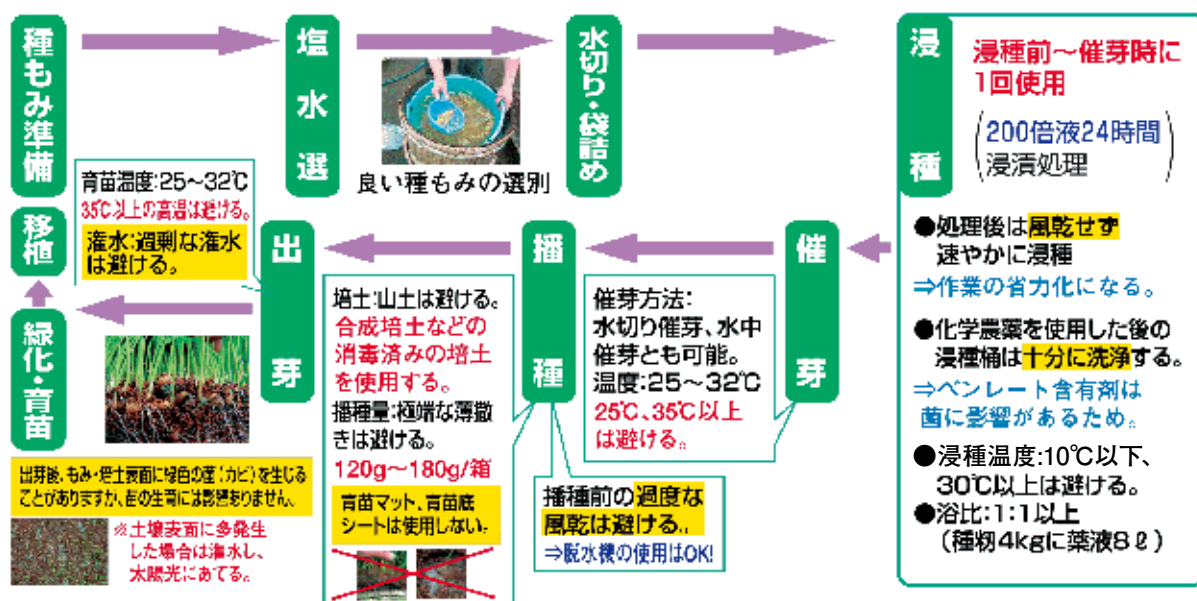 種もみ準備
塩水選
良い種もみの選別
水切り・袋詰め
浸種
浸種前～催芽時に
1回使用
200倍液24時間
浸漬処理
●処理後は風乾せず
速やかに浸種
⇒作業の省力化になる。
●化学農薬を使用した後の
浸種桶は十分に洗浄する。
⇒ベンレート含有剤は
菌に影響があるため。
●浸種温度:10℃以下、
30℃以上は避ける。
●浴比:1:1以上
(種籾4kgに薬液8ℓ)
催芽
催芽方法:
水切り催芽、水中
催芽とも可能。
温度:25～32℃
25℃、35℃以上
は避ける。
播種
播種前の過度な
風乾は避ける。
⇒脱水機の使用はOK!
培土:山土は避ける。
合成培土などの
消毒済みの培土
を使用する。
播種量:極端な薄撒
きは避ける。
120g～180g/箱
育苗マット、育苗底
シートは使用しない。
出芽
育苗温度:25～32℃
35℃以上の高温は避ける。
潅水:過剰な潅水
は避ける。
緑化・育苗
出芽後、もみ・培土表面に緑色の菌(カビ)を生じる
ことがありますが、苗の生育には影響ありません。
※土壌表面に多発生
した場合は潅水し、
太陽光にあてる。
移植